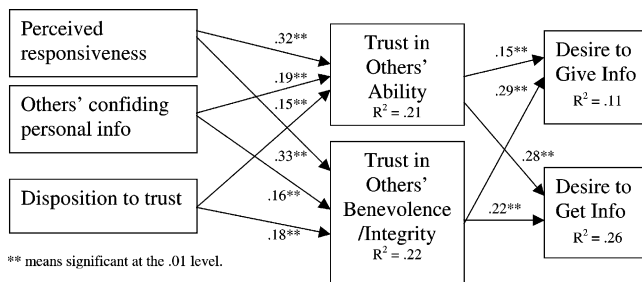 Perceived
responsiveness
Others' confiding
personal info
Disposition to trust
** means significant at the .01 level.
.32**
.19**
.15**
.33**
.16**
.18**
Trust in
Others'
Ability
R² = .21
Trust in
Others'
Benevolence
/Integrity
R² = .22
.15**
.29**
.28**
.22**
Desire to
Give Info
R² = .11
Desire to
Get Info
R² = .26